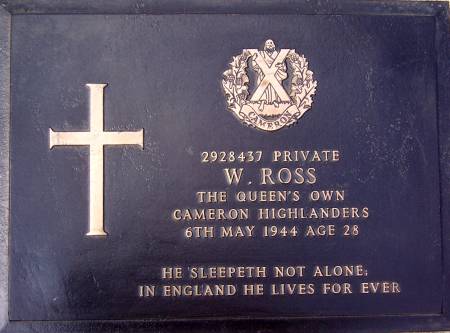 CAMERON
2928437 PRIVATE
W. ROSS
THE QUEEN'S OWN
CAMERON HIGHLANDERS
6TH MAY 1944 AGE 28
HE SLEEPETH NOT ALONE;
IN ENGLAND HE LIVES FOR EVER